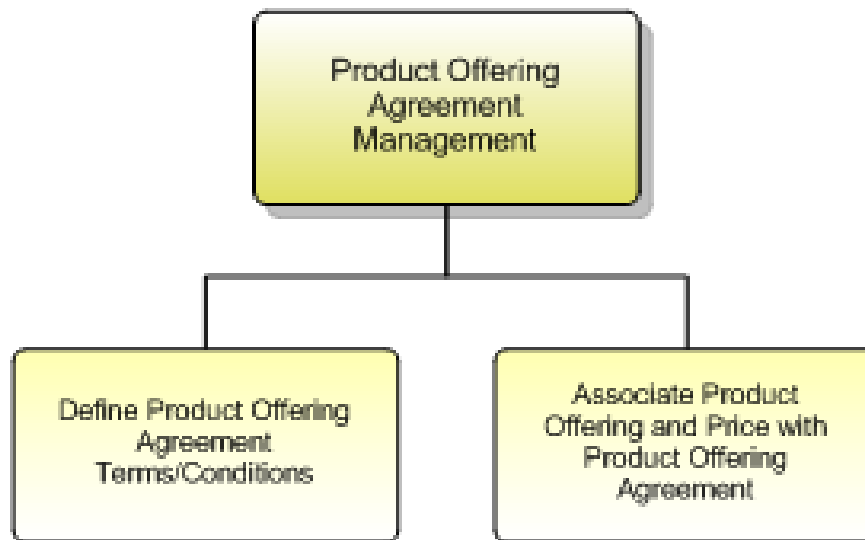 Product Offering
Agreement
Management
Define Product Offering
Agreement
Terms/Conditions
Associate Product
Offering and Price with
Product Offering
Agreement